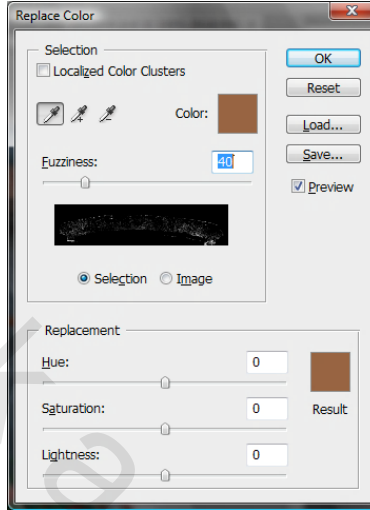 Replace Color
Selection
Localized Color Clusters
Color:
Fuzziness:
40
Selection
Image
OK
Reset
Load...
Save...
Preview
Replacement
Hue:
0
Saturation:
0
Result
Lightness:
0